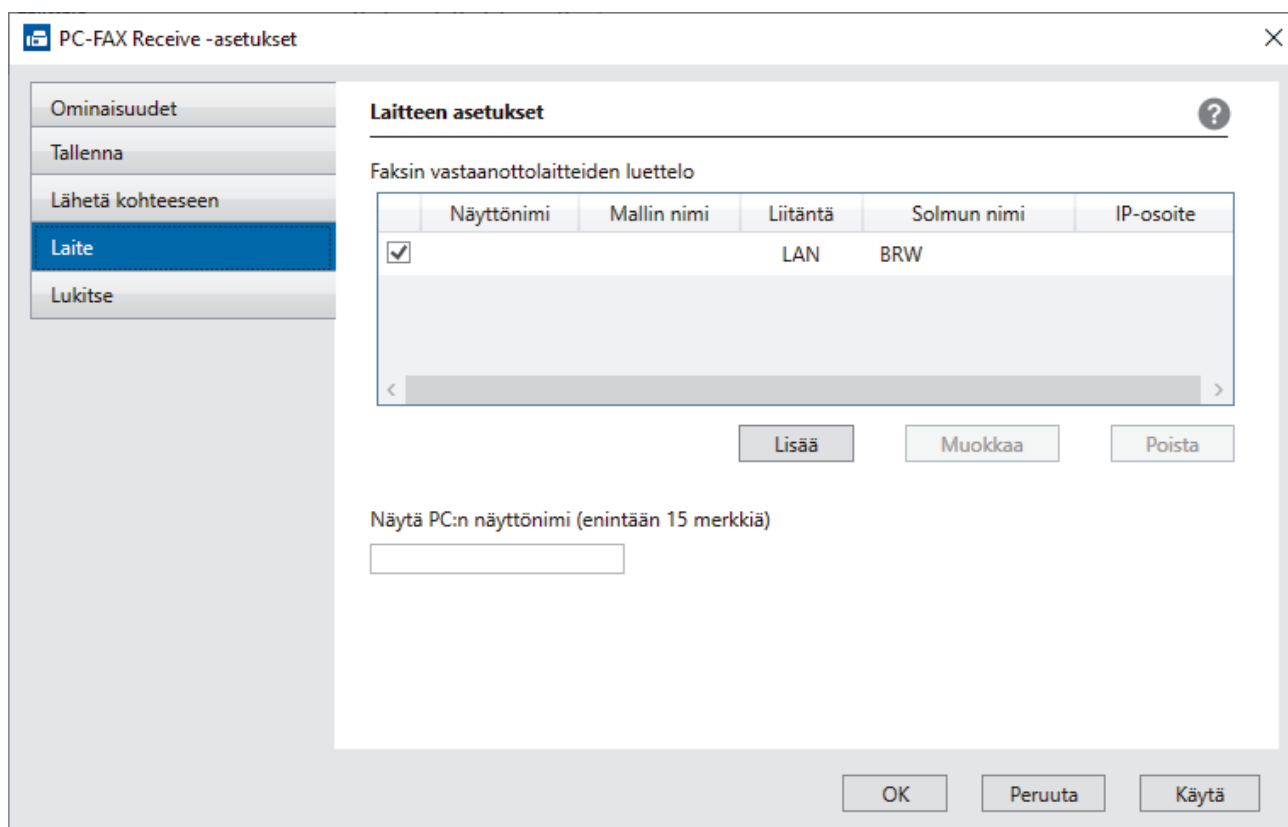 PC-FAX Receive -asetukset
Ominaisuudet
Tallenna
Lähetä kohteeseen
Laite
Lukitse
Laitteen asetukset
?
Faksin vastaanottolaitteiden luettelo
Näyttönimi Mallin nimi Liitäntä Solmun nimi IP-osoite
LAN BRW
Lisää Muokkaa Poista
Näytä PC:n näyttönimi (enintään 15 merkkiä)
OK Peruuta Käytä